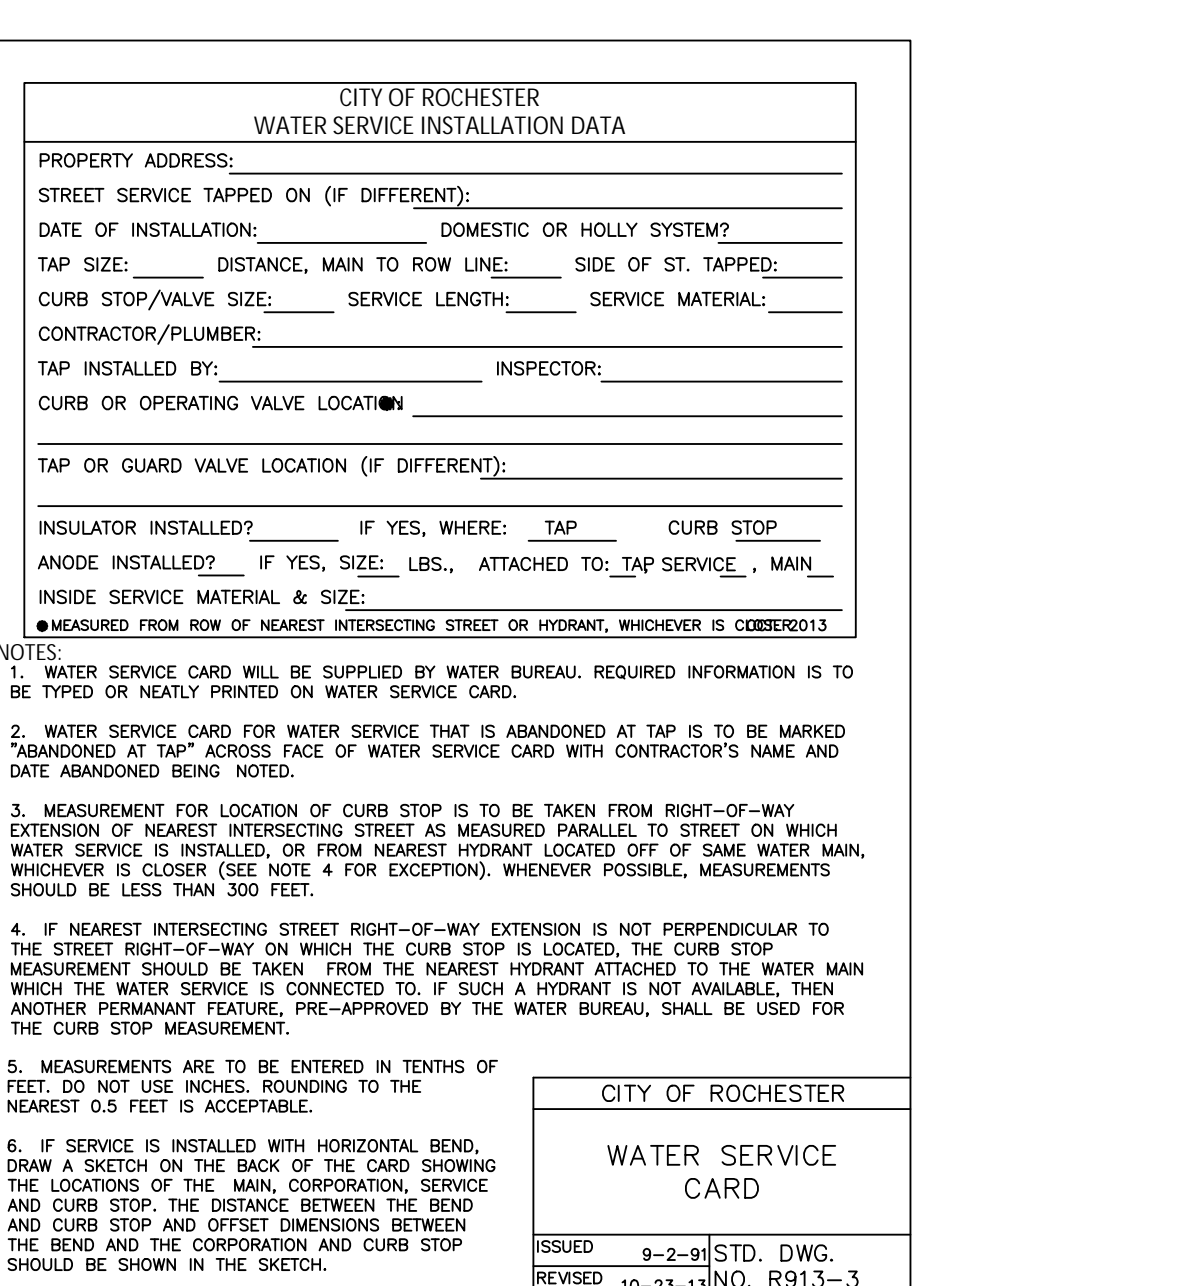 CITY OF ROCHESTER
WATER SERVICE INSTALLATION DATA
PROPERTY ADDRESS:
STREET SERVICE TAPPED ON (IF DIFFERENT):
DATE OF INSTALLATION: DOMESTIC OR HOLLY SYSTEM?
TAP SIZE: DISTANCE, MAIN TO ROW LINE: SIDE OF ST. TAPPED:
CURB STOP/VALVE SIZE: SERVICE LENGTH: SERVICE MATERIAL:
CONTRACTOR/PLUMBER:
TAP INSTALLED BY: INSPECTOR:
CURB OR OPERATING VALVE LOCATION
TAP OR GUARD VALVE LOCATION (IF DIFFERENT):
INSULATOR INSTALLED? IF YES, WHERE: TAP CURB STOP
ANODE INSTALLED? IF YES, SIZE: LBS., ATTACHED TO: TAP, SERVICE , MAIN
INSIDE SERVICE MATERIAL & SIZE:
●MEASURED FROM ROW OF NEAREST INTERSECTING STREET OR HYDRANT, WHICHEVER IS CLOSER OCT. 2013
NOTES:
1. WATER SERVICE CARD WILL BE SUPPLIED BY WATER BUREAU. REQUIRED INFORMATION IS TO
BE TYPED OR NEATLY PRINTED ON WATER SERVICE CARD.
2. WATER SERVICE CARD FOR WATER SERVICE THAT IS ABANDONED AT TAP IS TO BE MARKED
"ABANDONED AT TAP" ACROSS FACE OF WATER SERVICE CARD WITH CONTRACTOR'S NAME AND
DATE ABANDONED BEING NOTED.
3. MEASUREMENT FOR LOCATION OF CURB STOP IS TO BE TAKEN FROM RIGHT-OF-WAY
EXTENSION OF NEAREST INTERSECTING STREET AS MEASURED PARALLEL TO STREET ON WHICH
WATER SERVICE IS INSTALLED, OR FROM NEAREST HYDRANT LOCATED OFF OF SAME WATER MAIN,
WHICHEVER IS CLOSER (SEE NOTE 4 FOR EXCEPTION). WHENEVER POSSIBLE, MEASUREMENTS
SHOULD BE LESS THAN 300 FEET.
4. IF NEAREST INTERSECTING STREET RIGHT-OF-WAY EXTENSION IS NOT PERPENDICULAR TO
THE STREET RIGHT-OF-WAY ON WHICH THE CURB STOP IS LOCATED, THE CURB STOP
MEASUREMENT SHOULD BE TAKEN FROM THE NEAREST HYDRANT ATTACHED TO THE WATER MAIN
WHICH THE WATER SERVICE IS CONNECTED TO. IF SUCH A HYDRANT IS NOT AVAILABLE, THEN
ANOTHER PERMANANT FEATURE, PRE-APPROVED BY THE WATER BUREAU, SHALL BE USED FOR
THE CURB STOP MEASUREMENT.
5. MEASUREMENTS ARE TO BE ENTERED IN TENTHS OF
FEET. DO NOT USE INCHES. ROUNDING TO THE
NEAREST 0.5 FEET IS ACCEPTABLE.
6. IF SERVICE IS INSTALLED WITH HORIZONTAL BEND,
DRAW A SKETCH ON THE BACK OF THE CARD SHOWING
THE LOCATIONS OF THE MAIN, CORPORATION, SERVICE
AND CURB STOP. THE DISTANCE BETWEEN THE BEND
AND CURB STOP AND OFFSET DIMENSIONS BETWEEN
THE BEND AND THE CORPORATION AND CURB STOP
SHOULD BE SHOWN IN THE SKETCH.
CITY OF ROCHESTER
WATER SERVICE
CARD
ISSUED 9-2-91
REVISED 10-23-13
STD. DWG.
NO. R913-3